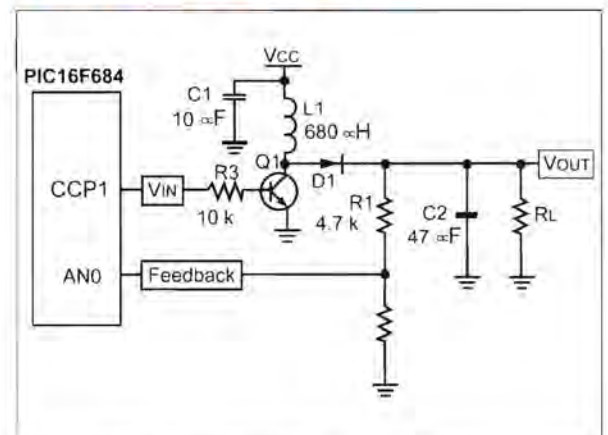 VCC
PIC16F684
C1
10 ∝F
L1
680 ∝H
Q1
D1
VOUT
CCP1
VIN
R3
10 k
R1
4.7 k
C2
47 ∝F
RL
AN0
Feedback